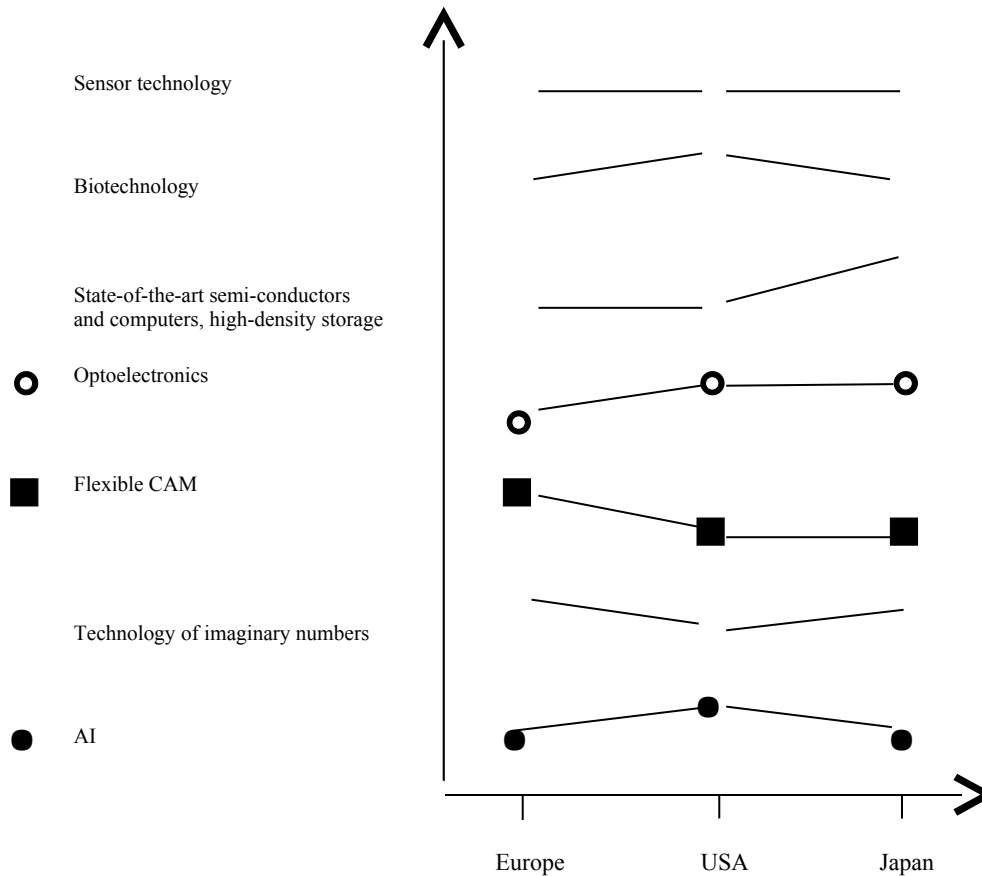 Sensor technology
Biotechnology
State-of-the-art semi-conductors
and computers, high-density storage
Optoelectronics
Flexible CAM
Technology of imaginary numbers
AI
Europe
USA
Japan